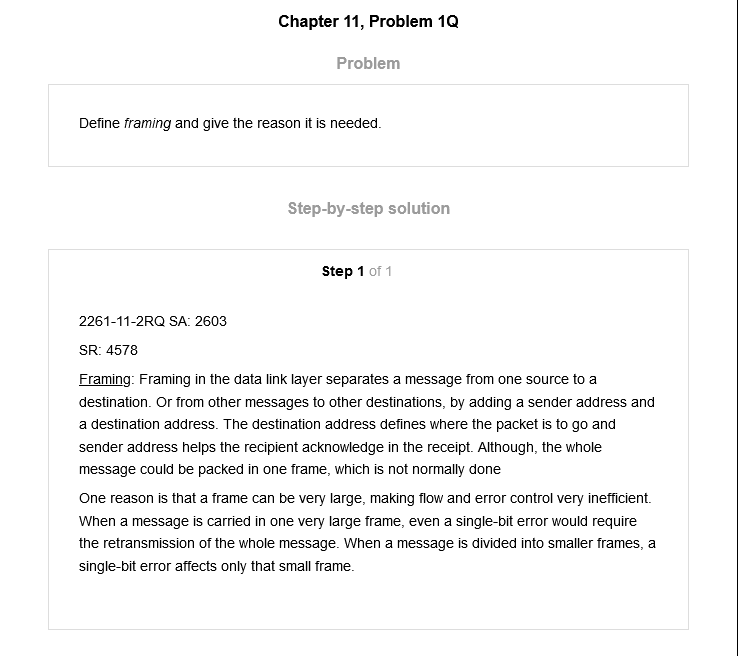 Chapter 11, Problem 1Q
Problem
Define framing and give the reason it is needed.
Step-by-step solution
Step 1 of 1
2261-11-2RQ SA: 2603
SR: 4578
Framing: Framing in the data link layer separates a message from one source to a
destination. Or from other messages to other destinations, by adding a sender address and
a destination address. The destination address defines where the packet is to go and
sender address helps the recipient acknowledge in the receipt. Although, the whole
message could be packed in one frame, which is not normally done
One reason is that a frame can be very large, making flow and error control very inefficient.
When a message is carried in one very large frame, even a single-bit error would require
the retransmission of the whole message. When a message is divided into smaller frames, a
single-bit error affects only that small frame.